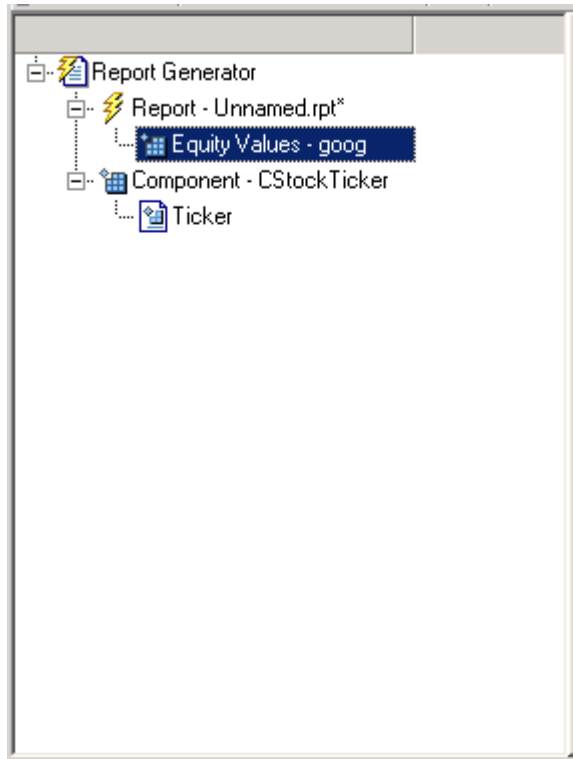 Report Generator
Report - Unnamed.rpt*
Equity Values - goog
Component - CStockTicker
Ticker